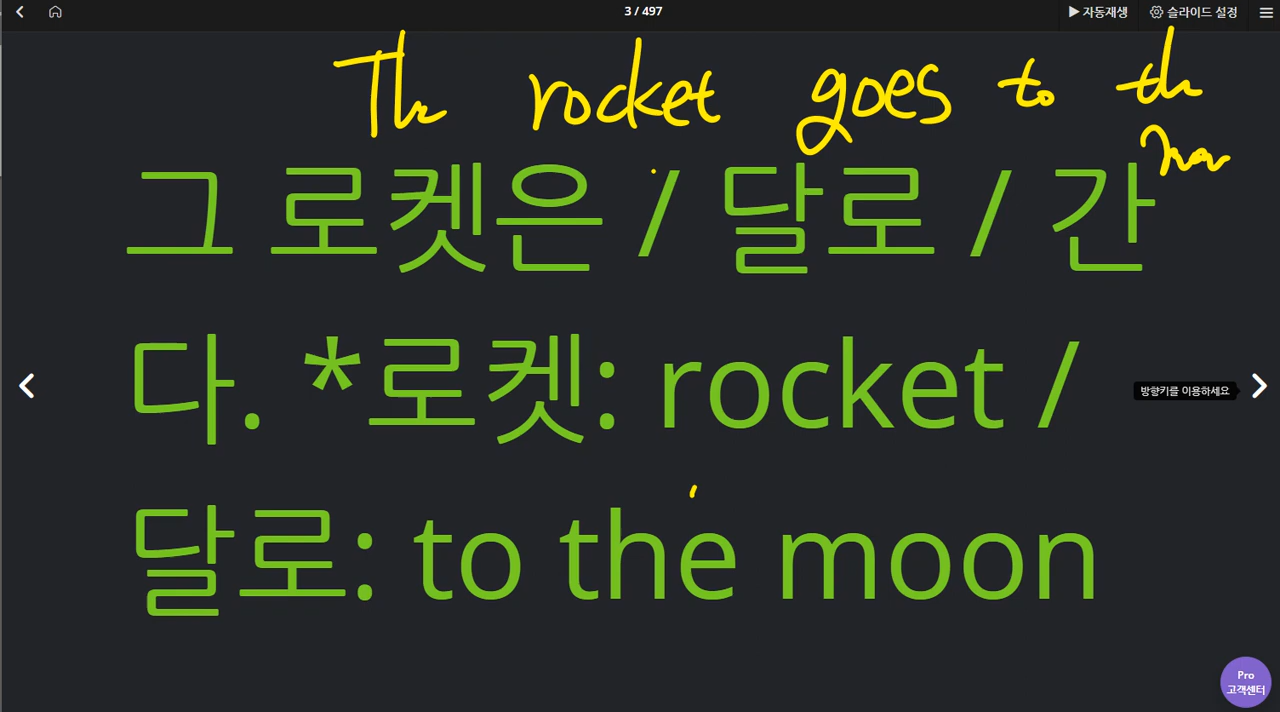 3 / 497
자동재생
슬라이드 설정
The rocket goes to the
moon
그 로켓은 / 달로 / 간
다. *로켓: rocket /
방향키를 이용하세요
달로: to the moon
Pro
고객센터